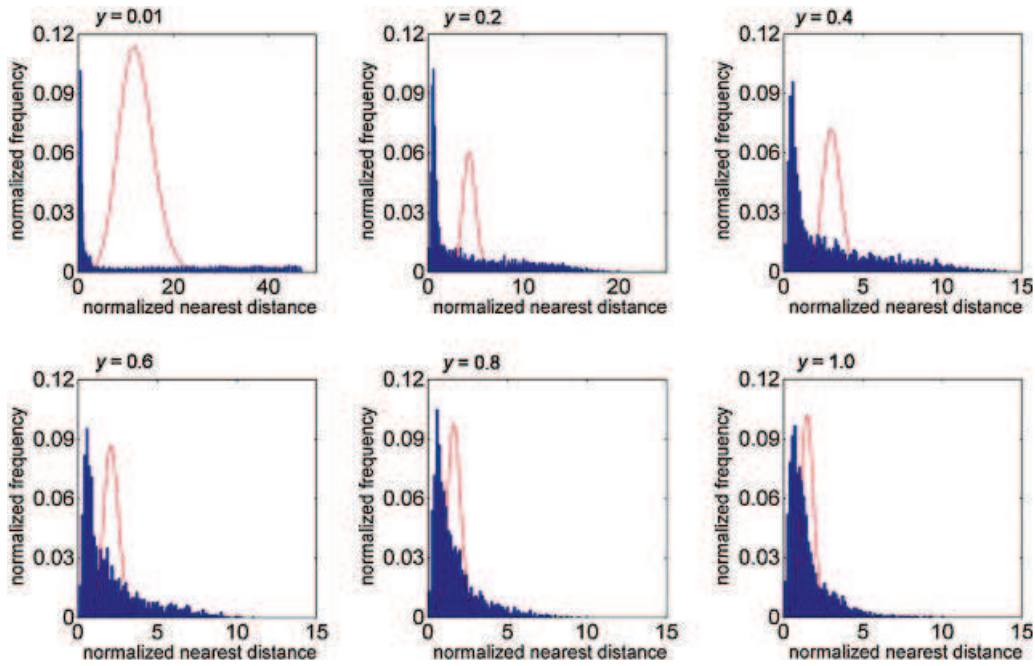 y = 0.01
normalized frequency
0.12
0.09
0.06
0.03
0
0 20 40
normalized nearest distance
y = 0.2
normalized frequency
0.12
0.09
0.06
0.03
0
0 10 20
normalized nearest distance
y = 0.4
normalized frequency
0.12
0.09
0.06
0.03
0
0 5 10 15
normalized nearest distance
y = 0.6
normalized frequency
0.12
0.09
0.06
0.03
0
0 5 10 15
normalized nearest distance
y = 0.8
normalized frequency
0.12
0.09
0.06
0.03
0
0 5 10 15
normalized nearest distance
y = 1.0
normalized frequency
0.12
0.09
0.06
0.03
0
0 5 10 15
normalized nearest distance